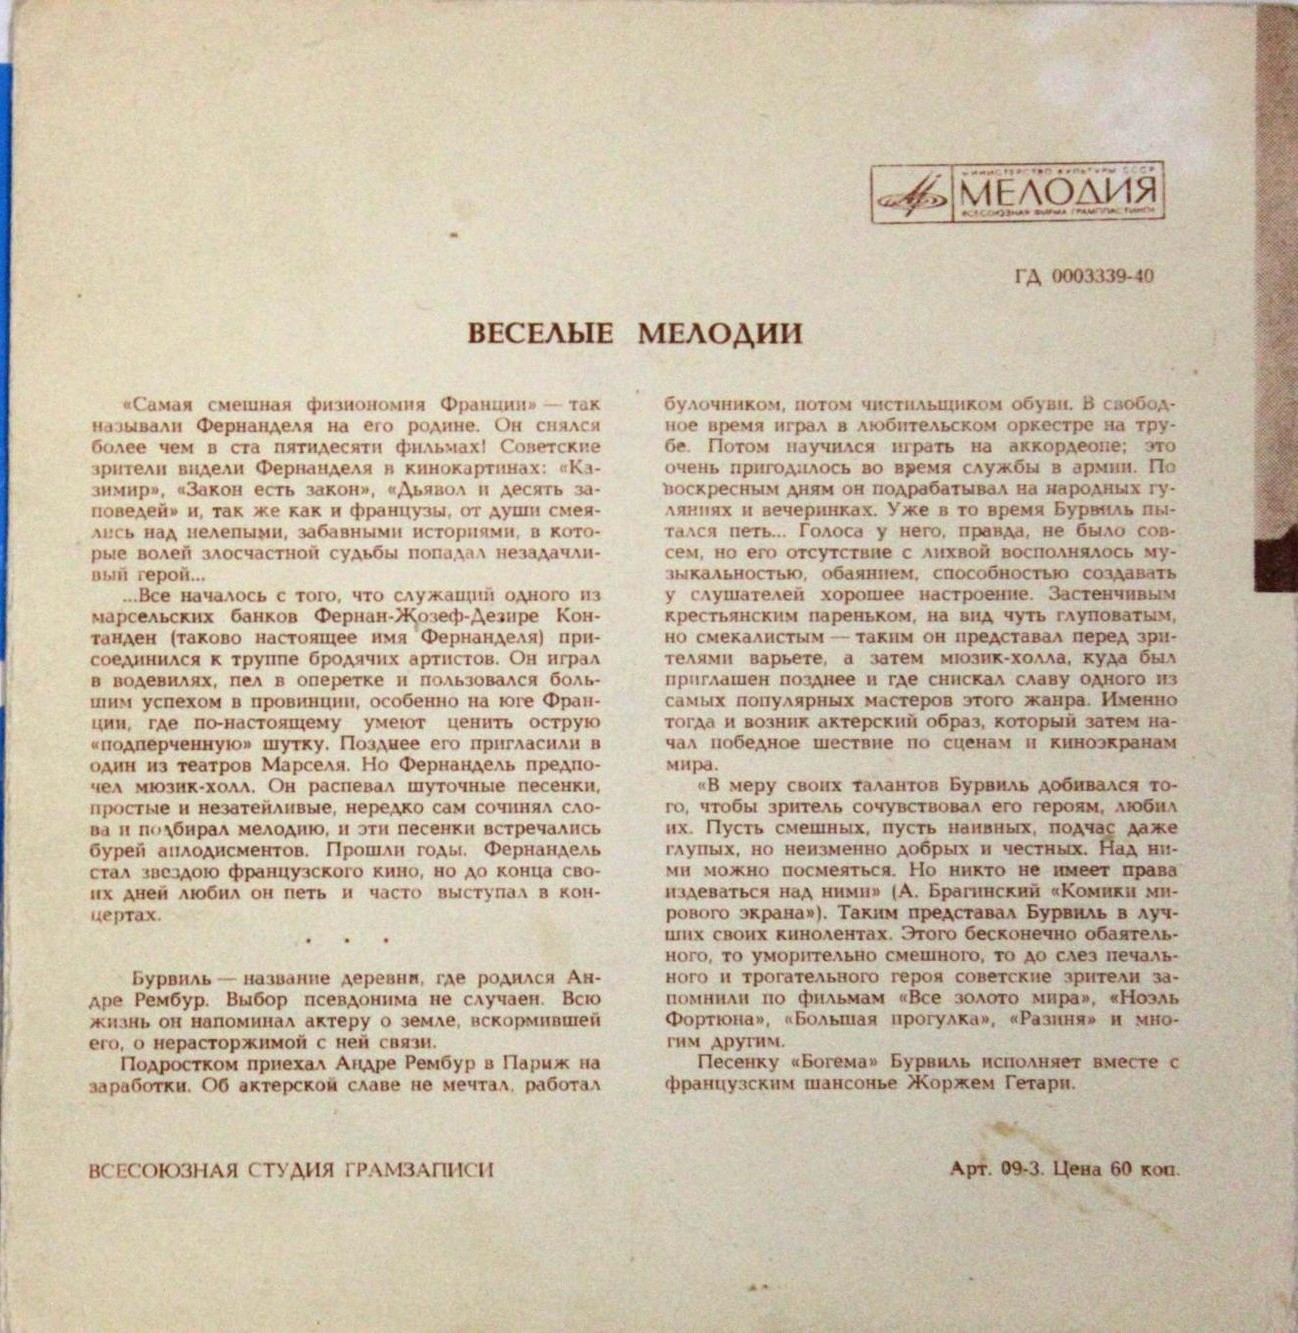 МИНИСТЕРСТВО КУЛЬТУРЫ СССР
МЕЛОДИЯ
ВСЕСОЮЗНАЯ ФИРМА ГРАМПЛАСТИНОК
ГД 0003339-40
ВЕСЕЛЫЕ МЕЛОДИИ
«Самая смешная физиономия Франции» — так
называли Фернанделя на его родине. Он снялся
более чем в ста пятидесяти фильмах! Советские
зрители видели Фернанделя в кинокартинах: «Ка-
зимир», «Закон есть закон», «Дьявол и десять за-
поведей» и, так же как и французы, от души смея-
лись над нелепыми, забавными историями, в кото-
рые волей злосчастной судьбы попадал незадачли-
вый герой...
...Все началось с того, что служащий одного из
марсельских банков Фернан-Жозеф-Дезире Кон-
танден (таково настоящее имя Фернанделя) при-
соединился к труппе бродячих артистов. Он играл
в водевилях, пел в оперетке и пользовался боль-
шим успехом в провинции, особенно на юге Фран-
ции, где по-настоящему умеют ценить острую
«подперченную» шутку. Позднее его пригласили в
один из театров Марселя. Но Фернандель предпо-
чел мюзик-холл. Он распевал шуточные песенки,
простые и незатейливые, нередко сам сочинял сло-
ва и подбирал мелодию, и эти песенки встречались
бурей аплодисментов. Прошли годы. Фернандель
стал звездою французского кино, но до конца сво-
их дней любил он петь и часто выступал в кон-
цертах.
. . .
Бурвиль — название деревни, где родился Ан-
дре Рембур. Выбор псевдонима не случаен. Всю
жизнь он напоминал актеру о земле, вскормившей
его, о нерасторжимой с ней связи.
Подростком приехал Андре Рембур в Париж на
заработки. Об актерской славе не мечтал, работал
булочником, потом чистильщиком обуви. В свобод-
ное время играл в любительском оркестре на тру-
бе. Потом научился играть на аккордеоне; это
очень пригодилось во время службы в армии. По
воскресным дням он подрабатывал на народных гу-
ляниях и вечеринках. Уже в то время Бурвиль пы-
тался петь... Голоса у него, правда, не было сов-
сем, но его отсутствие с лихвой восполнялось му-
зыкальностью, обаянием, способностью создавать
у слушателей хорошее настроение. Застенчивым
крестьянским пареньком, на вид чуть глуповатым,
но смекалистым — таким он представал перед зри-
телями варьете, а затем мюзик-холла, куда был
приглашен позднее и где снискал славу одного из
самых популярных мастеров этого жанра. Именно
тогда и возник актерский образ, который затем на-
чал победное шествие по сценам и киноэкранам
мира.
«В меру своих талантов Бурвиль добивался то-
го, чтобы зритель сочувствовал его героям, любил
их. Пусть смешных, пусть наивных, подчас даже
глупых, но неизменно добрых и честных. Над ни-
ми можно посмеяться. Но никто не имеет права
издеваться над ними» (А. Брагинский «Комики ми-
рового экрана»). Таким представал Бурвиль в луч-
ших своих кинолентах. Этого бесконечно обаятель-
ного, то уморительно смешного, то до слез печаль-
ного и трогательного героя советские зрители за-
помнили по фильмам «Все золото мира», «Ноэль
Фортюна», «Большая прогулка», «Разиня» и мно-
гим другим.
Песенку «Богема» Бурвиль исполняет вместе с
французским шансонье Жоржем Гетари.
ВСЕСОЮЗНАЯ СТУДИЯ ГРАМЗАПИСИ
Арт. 09-3. Цена 60 коп.